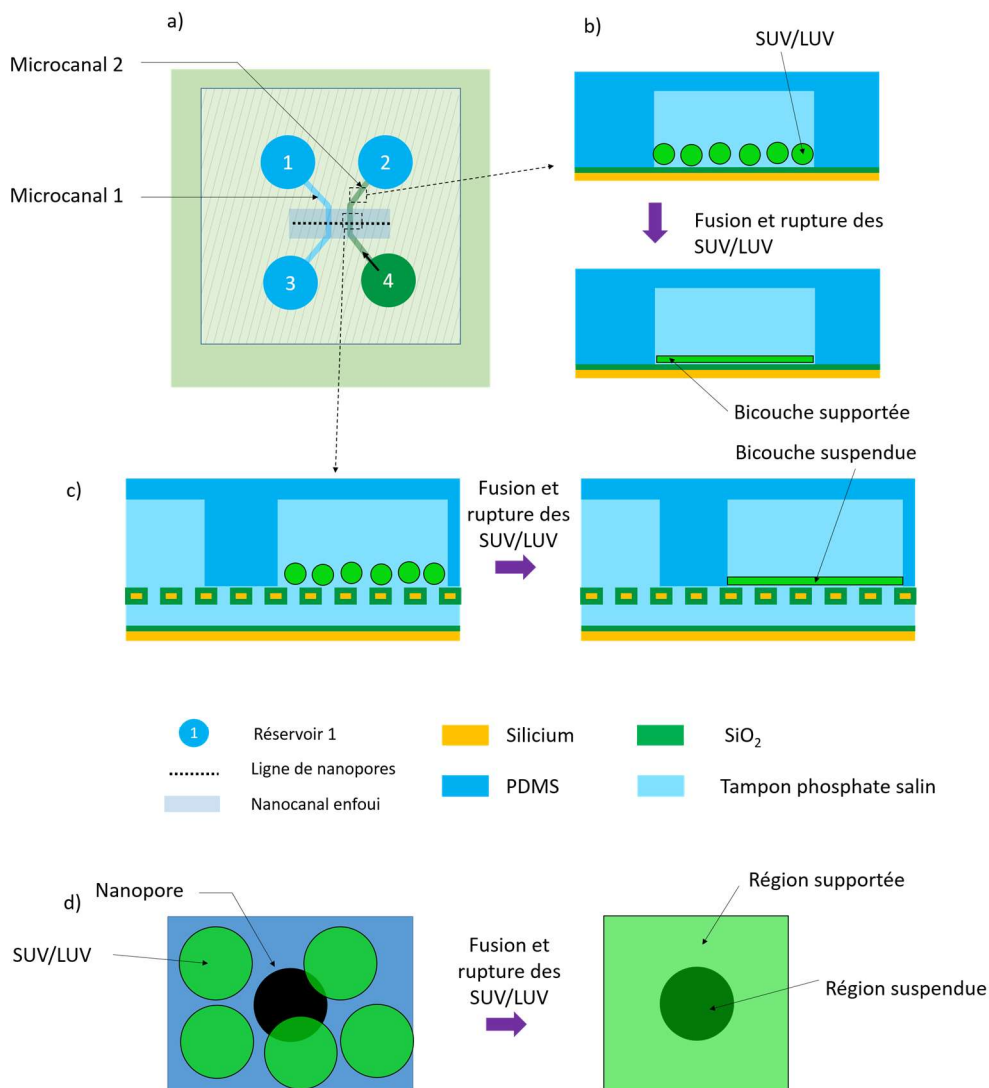 a)
b)
SUV/LUV
Microcanal 2
Microcanal 1
1
2
3
4
Fusion et rupture des
SUV/LUV
Bicouche supportée
Bicouche suspendue
c)
Fusion et
rupture des
SUV/LUV
1
Réservoir 1
Silicium
SiO₂
Ligne de nanopores
Nanocanal enfoui
PDMS
Tampon phosphate salin
d)
Nanopore
SUV/LUV
Fusion et
rupture des
SUV/LUV
Région supportée
Région suspendue